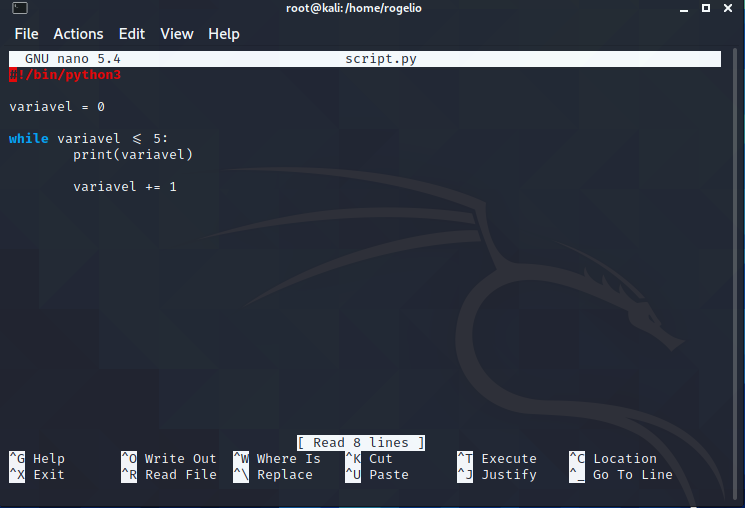 root@kali:/home/rogelio
File Actions Edit View Help
GNU nano 5.4 script.py
#!/bin/python3
variavel = 0
while variavel <= 5:
print(variavel)
variavel += 1
[ Read 8 lines ]
^G Help ^O Write Out ^W Where Is ^K Cut ^T Execute ^C Location
^X Exit ^R Read File ^\ Replace ^U Paste ^J Justify ^_ Go To Line